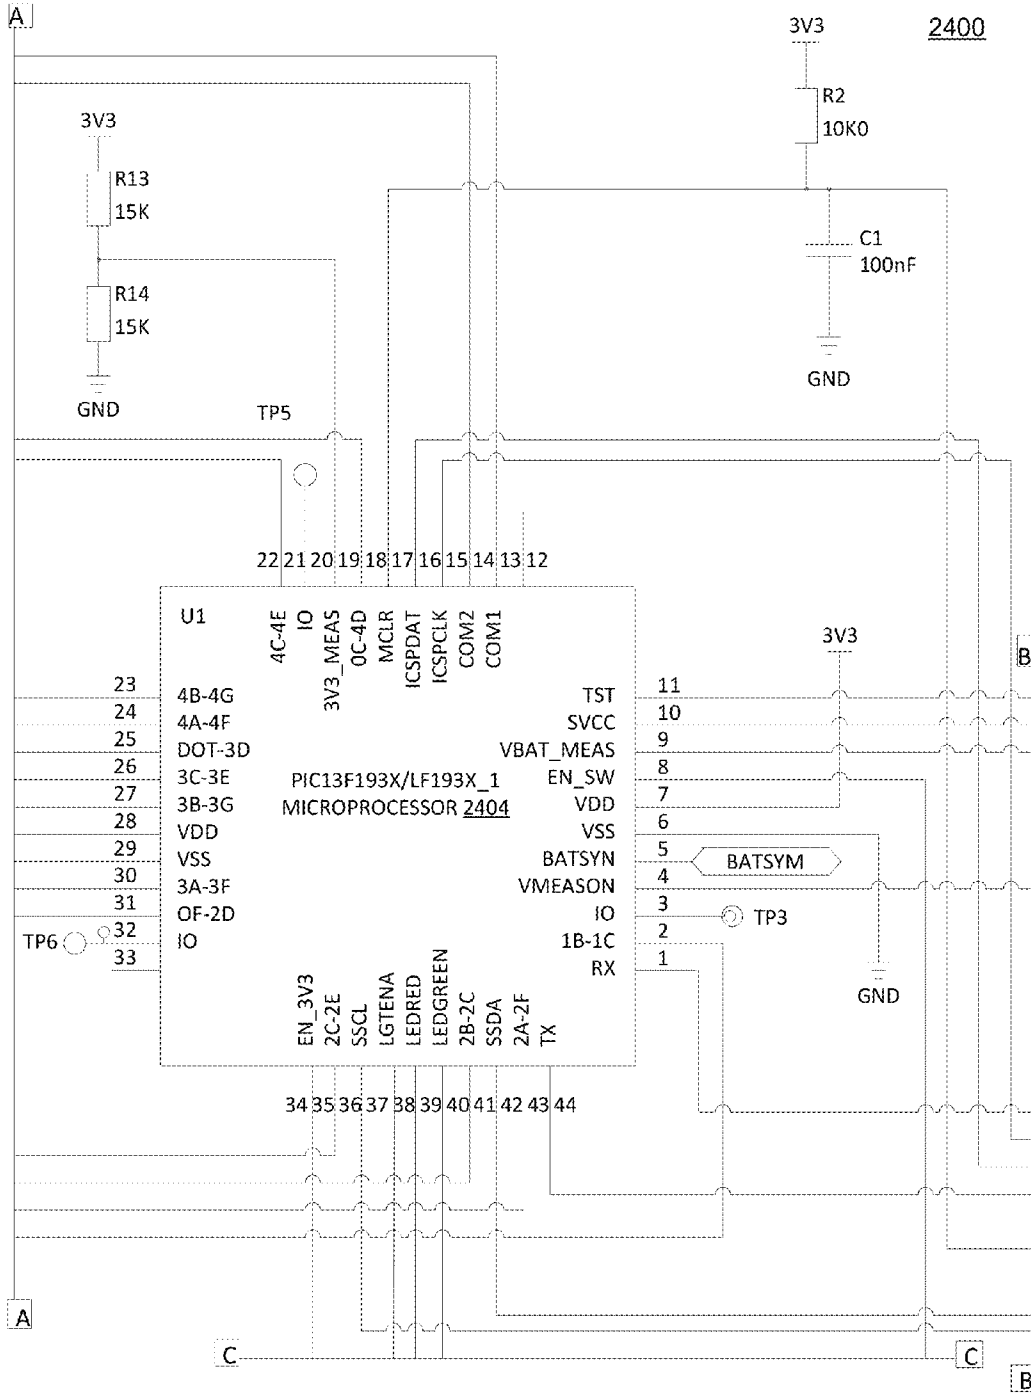 A
2400
3V3
R2
10K0
3V3
R13
15K
C1
100nF
R14
15K
GND
GND
TP5
22 21 20 19 18 17 16 15 14 13 12
U1
4C-4E
IO
3V3_MEAS
0C-4D
MCLR
ICSPDAT
ICSPCLK
COM2
COM1
3V3
B
23 4B-4G
24 4A-4F
25 DOT-3D
26 3C-3E
27 3B-3G
28 VDD
29 VSS
30 3A-3F
31 OF-2D
TP6 32 IO
33
PIC13F193X/LF193X_1
MICROPROCESSOR 2404
TST 11
SVCC 10
VBAT_MEAS 9
EN_SW 8
VDD 7
VSS 6
BATSYN 5 BATSYM
VMEASON 4
IO 3 TP3
1B-1C 2
RX 1
GND
EN_3V3
2C-2E
SSCL
LGTENA
LEDRED
LEDGREEN
2B-2C
SSDA
2A-2F
TX
34 35 36 37 38 39 40 41 42 43 44
A
C
C
B